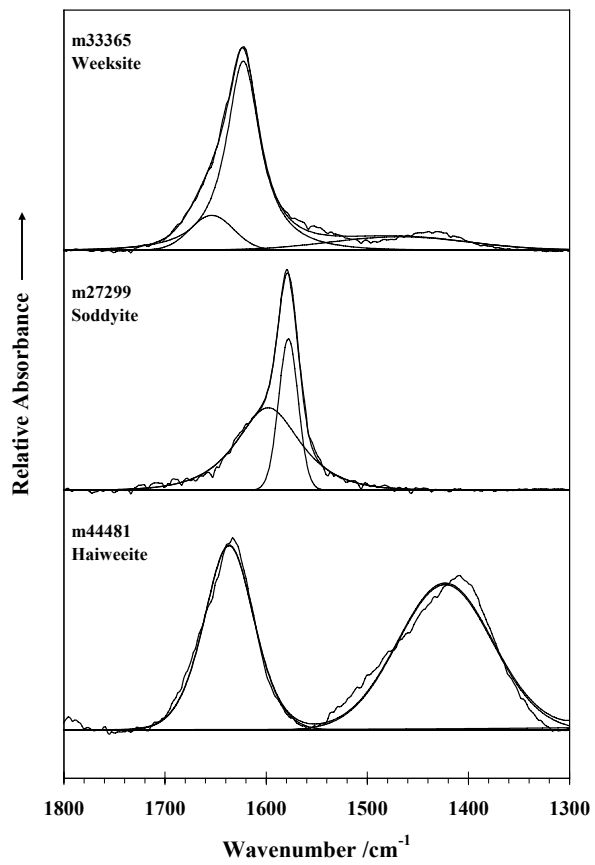 m33365
Weeksite
m27299
Soddyite
m44481
Haiweeite
Relative Absorbance
1800 1700 1600 1500 1400 1300
Wavenumber /cm⁻¹